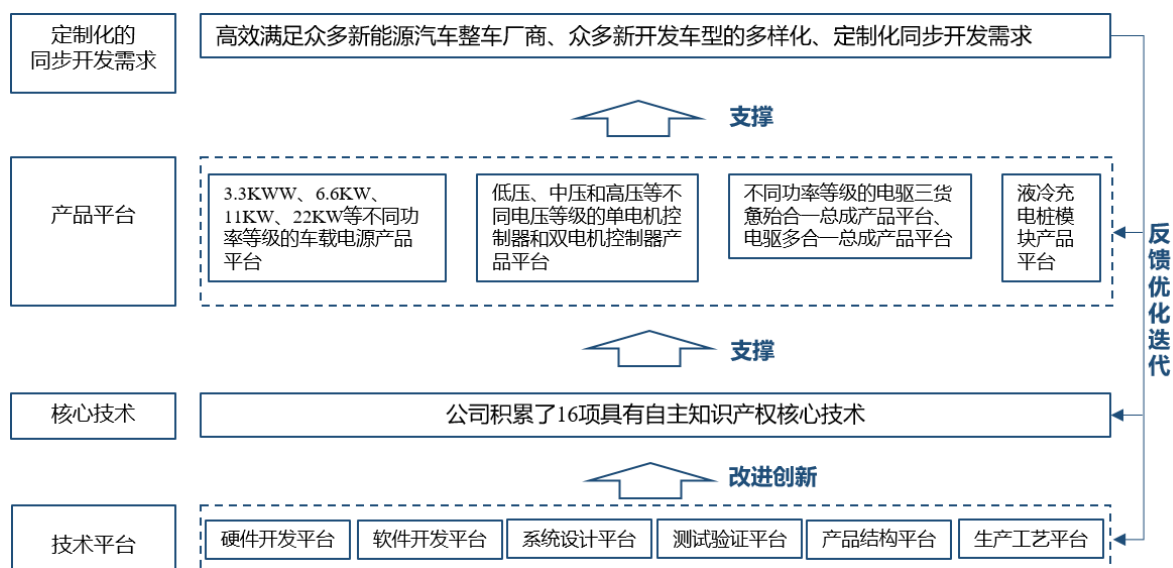 定制化的
同步开发需求
高效满足众多新能源汽车整车厂商、众多新开发车型的多样化、定制化同步开发需求
支撑
产品平台
3.3KWW、6.6KW、
11KW、22KW等不同功
率等级的车载电源产品
平台
低压、中压和高压等不
同电压等级的单电机控
制器和双电机控制器产
品平台
不同功率等级的电驱三货
惫殆合一总成产品平台、
电驱多合一总成产品平台
液冷充
电桩模
块产品
平台
反馈优化迭代
支撑
核心技术
公司积累了16项具有自主知识产权核心技术
改进创新
技术平台
硬件开发平台
软件开发平台
系统设计平台
测试验证平台
产品结构平台
生产工艺平台